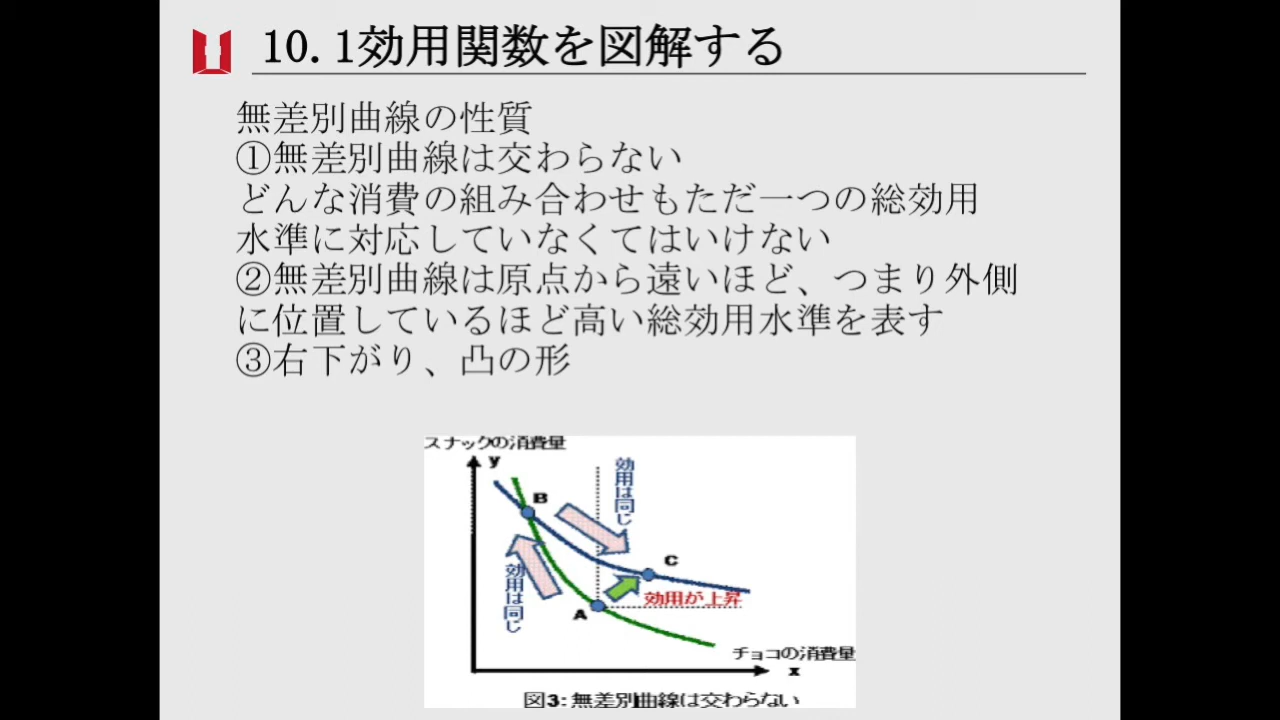 10.1効用関数を図解する
無差別曲線の性質
①無差別曲線は交わらない
どんな消費の組み合わせもただ一つの総効用
水準に対応していなくてはいけない
②無差別曲線は原点から遠いほど、つまり外側
に位置しているほど高い総効用水準を表す
③右下がり、凸の形
スナックの消費量
y
効用は同じ
B
C
効用は同じ
効用が上昇
A
チョコの消費量
x
図3:無差別曲線は交わらない